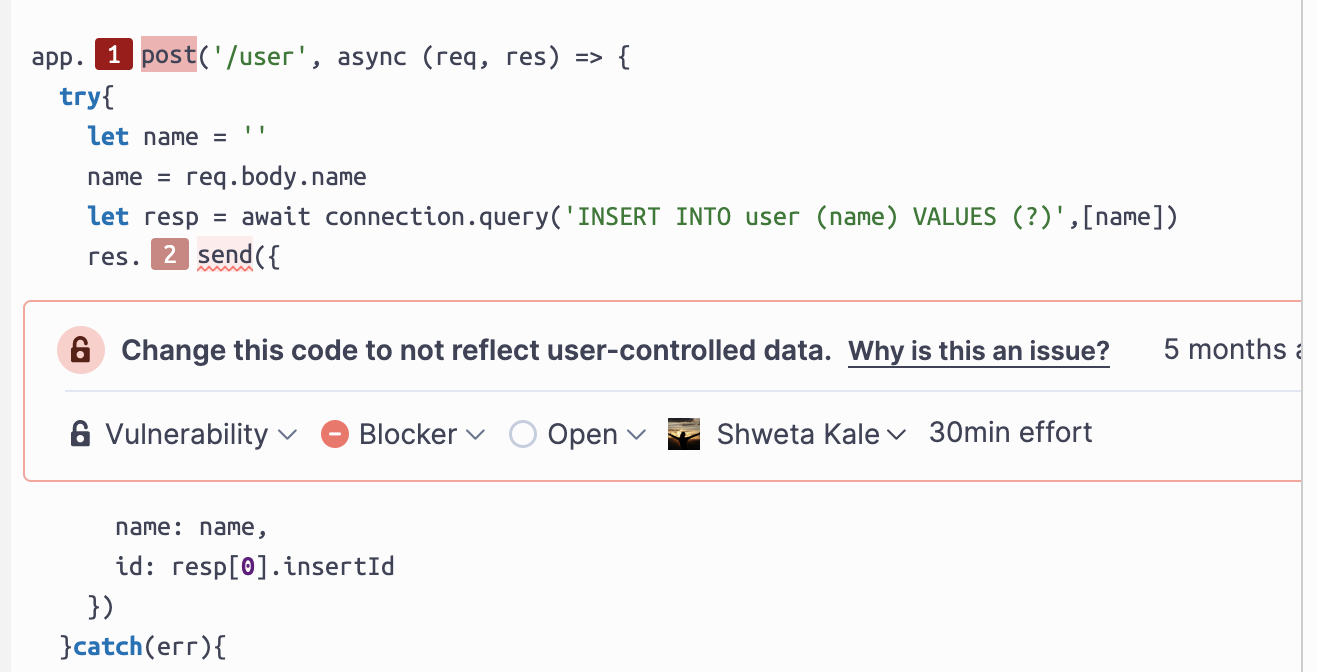 app. 1 post('/user', async (req, res) => {
try{
let name = ''
name = req.body.name
let resp = await connection.query('INSERT INTO user (name) VALUES (?)',[name])
res. 2 send({
Change this code to not reflect user-controlled data. Why is this an issue? 5 months
Vulnerability Blocker Open Shweta Kale 30min effort
name: name,
id: resp[0].insertId
})
}catch(err){